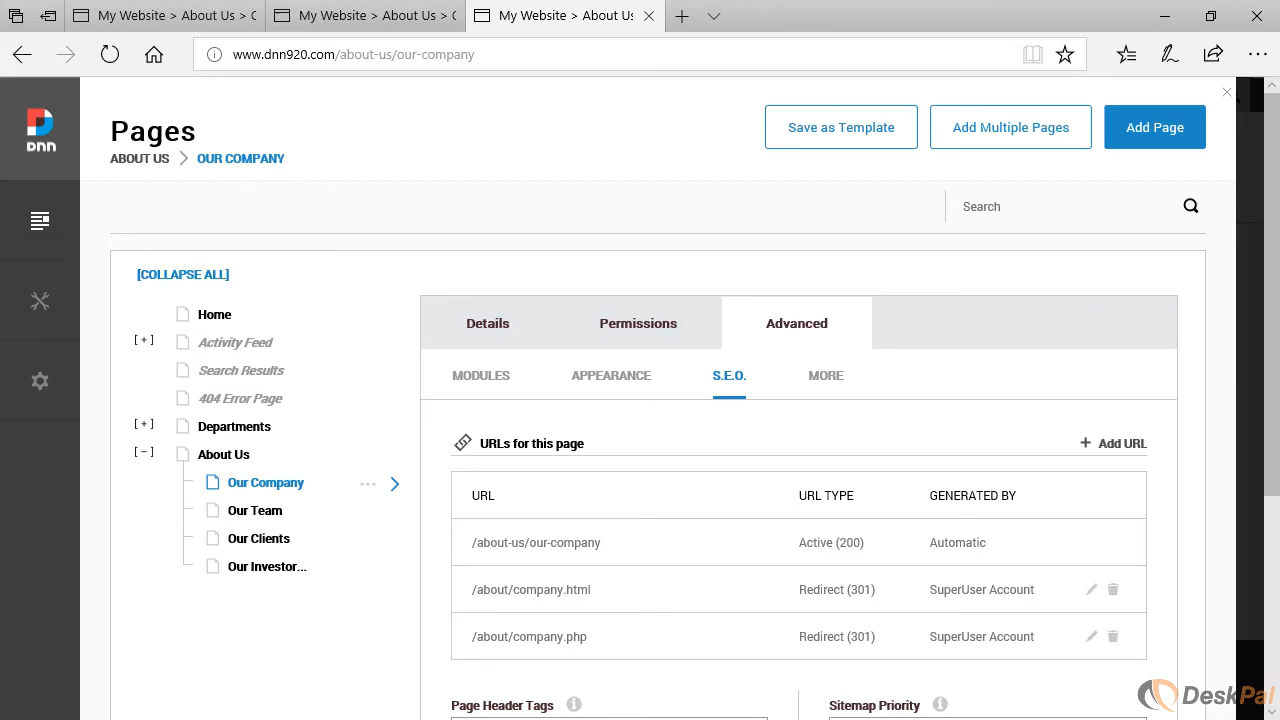 My Website > About Us > C
My Website > About Us > C
My Website > About Us
www.dnn920.com/about-us/our-company
DNN
Pages
ABOUT US > OUR COMPANY
Save as Template
Add Multiple Pages
Add Page
Search
[COLLAPSE ALL]
Home
[ + ] Activity Feed
Search Results
404 Error Page
[ + ] Departments
[ − ] About Us
Our Company ...
Our Team
Our Clients
Our Investor...
Details Permissions Advanced
MODULES APPEARANCE S.E.O. MORE
URLs for this page + Add URL
URL URL TYPE GENERATED BY
/about-us/our-company Active (200) Automatic
/about/company.html Redirect (301) SuperUser Account
/about/company.php Redirect (301) SuperUser Account
Page Header Tags Sitemap Priority
DeskPal